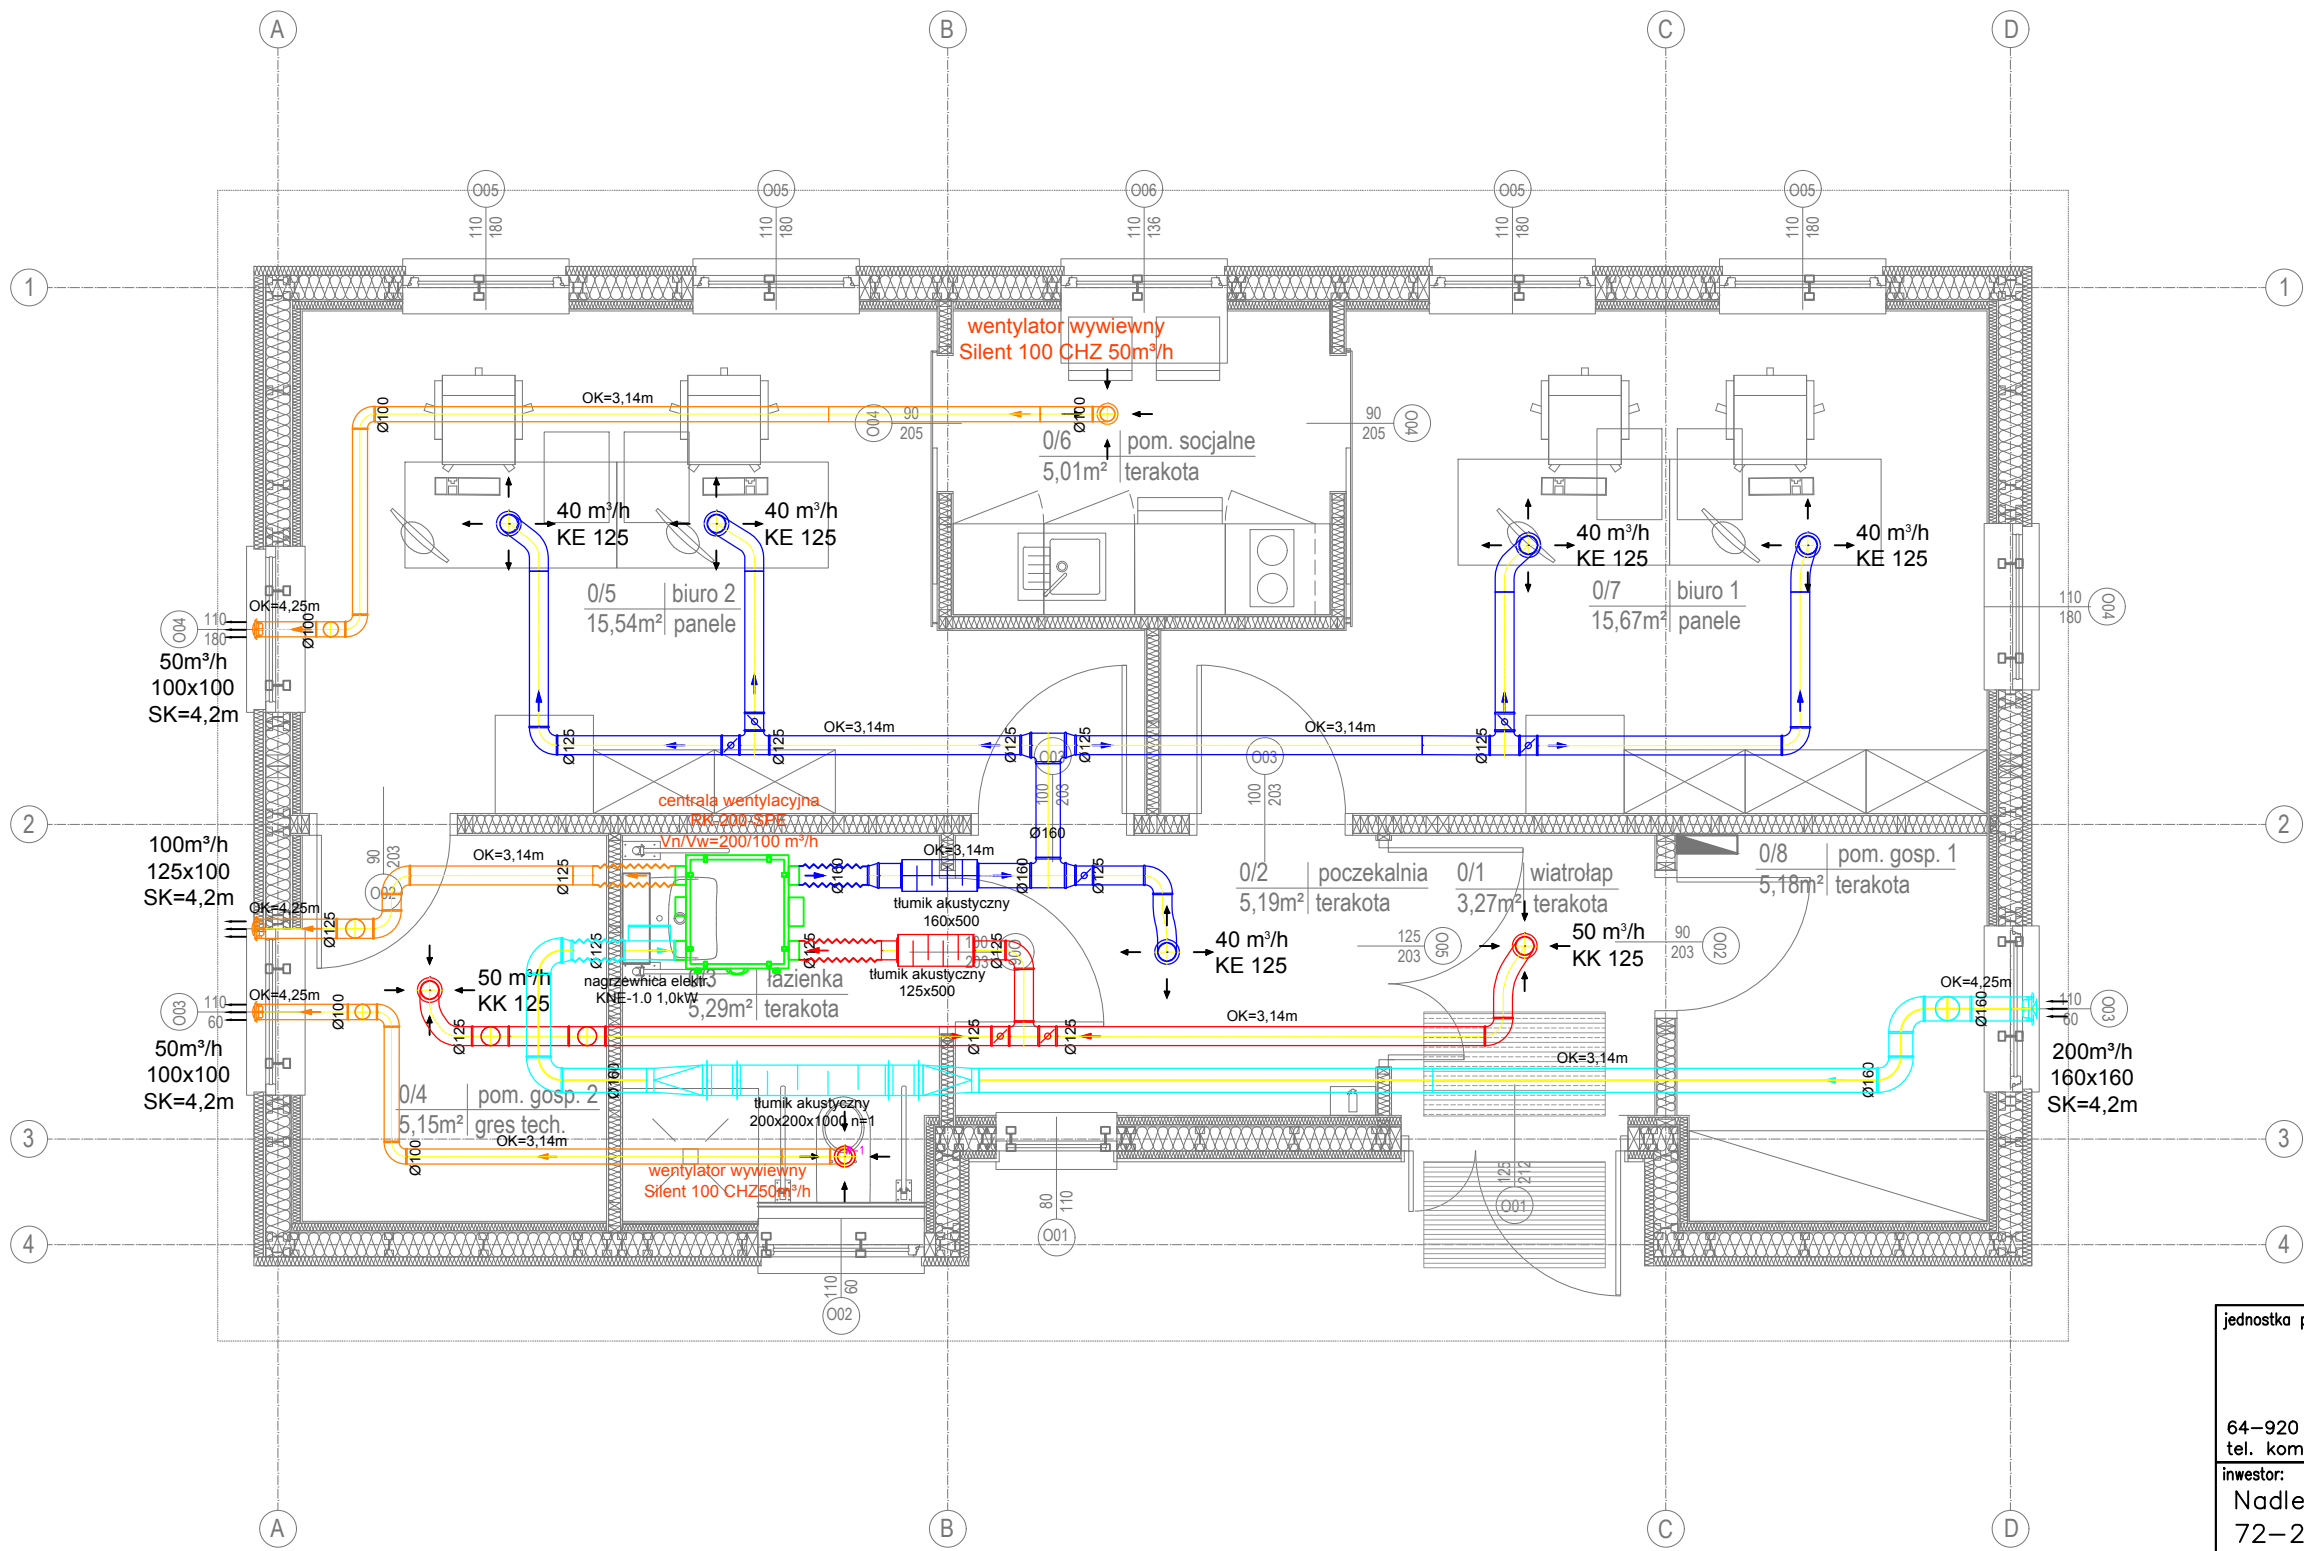 A
B
C
D
O05
O05
O06
O05
O05
110
180
110
180
110
136
110
180
110
180
1
1
wentylator wywiewny
Silent 100 CHZ 50m³/h
OK=3,14m
Ø100
Ø100
O04
90
205
90
205
O04
0/6
pom. socjalne
5,01m²
terakota
40 m³/h
KE 125
40 m³/h
KE 125
40 m³/h
KE 125
40 m³/h
KE 125
0/5
biuro 2
15,54m²
panele
0/7
biuro 1
15,67m²
panele
OK=4,25m
O04
110
180
Ø100
50m³/h
100x100
SK=4,2m
110
180
O04
OK=3,14m
OK=3,14m
Ø125
Ø125
Ø125
Ø125
Ø125
O03
O03
100
203
100
203
centrala wentylacyjna
RK-200-SPE
Vn/Vw=200/100 m³/h
2
2
Ø160
100m³/h
125x100
SK=4,2m
90
203
O02
OK=3,14m
Ø125
OK=3,14m
Ø160
Ø160
Ø125
tłumik akustyczny
160x500
0/2
poczekalnia
5,19m²
terakota
0/1
wiatrołap
3,27m²
terakota
0/8
pom. gosp. 1
5,18m²
terakota
OK=4,25m
Ø125
Ø125
Ø125
Ø125
100
203
O06
40 m³/h
KE 125
125
203
O05
50 m³/h
KK 125
90
203
O02
50 m³/h
KK 125
nagrzewnica elektr.
KNE-1.0 1,0kW
łazienka
5,29m²
terakota
tłumik akustyczny
125x500
OK=4,25m
O03
110
60
Ø100
OK=4,25m
Ø160
110
60
O03
50m³/h
100x100
SK=4,2m
Ø125
Ø125
Ø125
OK=3,14m
OK=3,14m
200m³/h
160x160
SK=4,2m
Ø160
Ø160
0/4
pom. gosp. 2
5,15m²
gres tech.
tłumik akustyczny
200x200x1000 n=1
OK=3,14m
Ø100
wentylator wywiewny
Silent 100 CHZ50m³/h
3
3
125
212
O01
80
110
O01
4
4
110
60
O02
jednostka p
64-920
tel. kom
inwestor:
Nadle
72-2
A
B
C
D